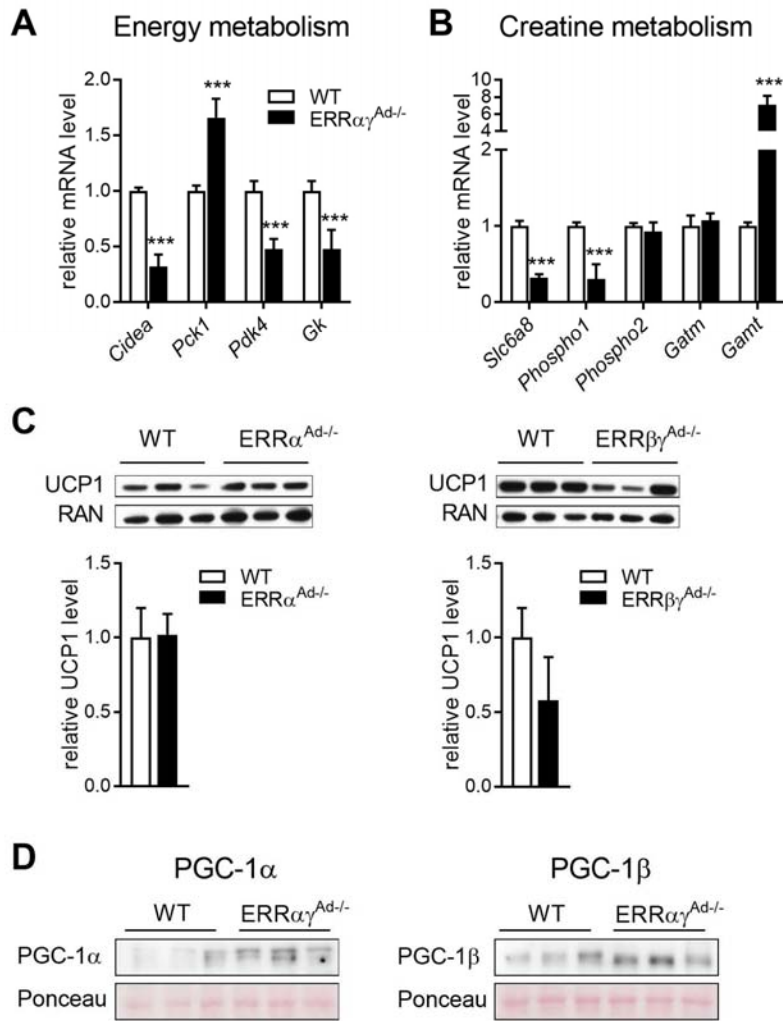 A Energy metabolism
relative mRNA level
2.0
1.5
1.0
0.5
0.0
WT
ERRαγAd-/-
***
***
***
***
Cidea
Pck1
Pdk4
Gk
B Creatine metabolism
relative mRNA level
10
8
6
4
2
1
0
***
***
***
Slc6a8
Phospho1
Phospho2
Gatm
Gamt
C
WT ERRαAd-/-
UCP1
RAN
relative UCP1 level
1.5
1.0
0.5
0.0
WT
ERRαAd-/-
WT ERRβγAd-/-
UCP1
RAN
relative UCP1 level
1.5
1.0
0.5
0.0
WT
ERRβγAd-/-
D
PGC-1α
WT ERRαγAd-/-
PGC-1α
Ponceau
PGC-1β
WT ERRαγAd-/-
PGC-1β
Ponceau